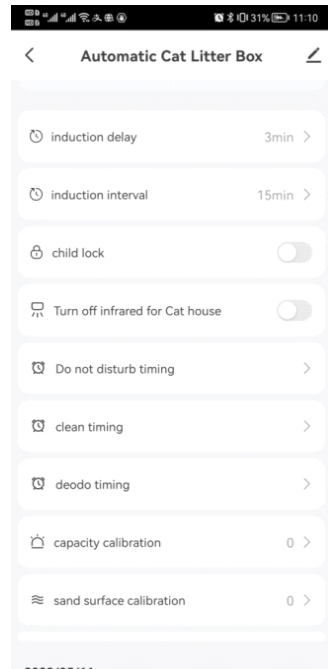 31% 11:10
Automatic Cat Litter Box
induction delay 3min
induction interval 15min
child lock
Turn off infrared for Cat house
Do not disturb timing
clean timing
deodo timing
capacity calibration 0
sand surface calibration 0